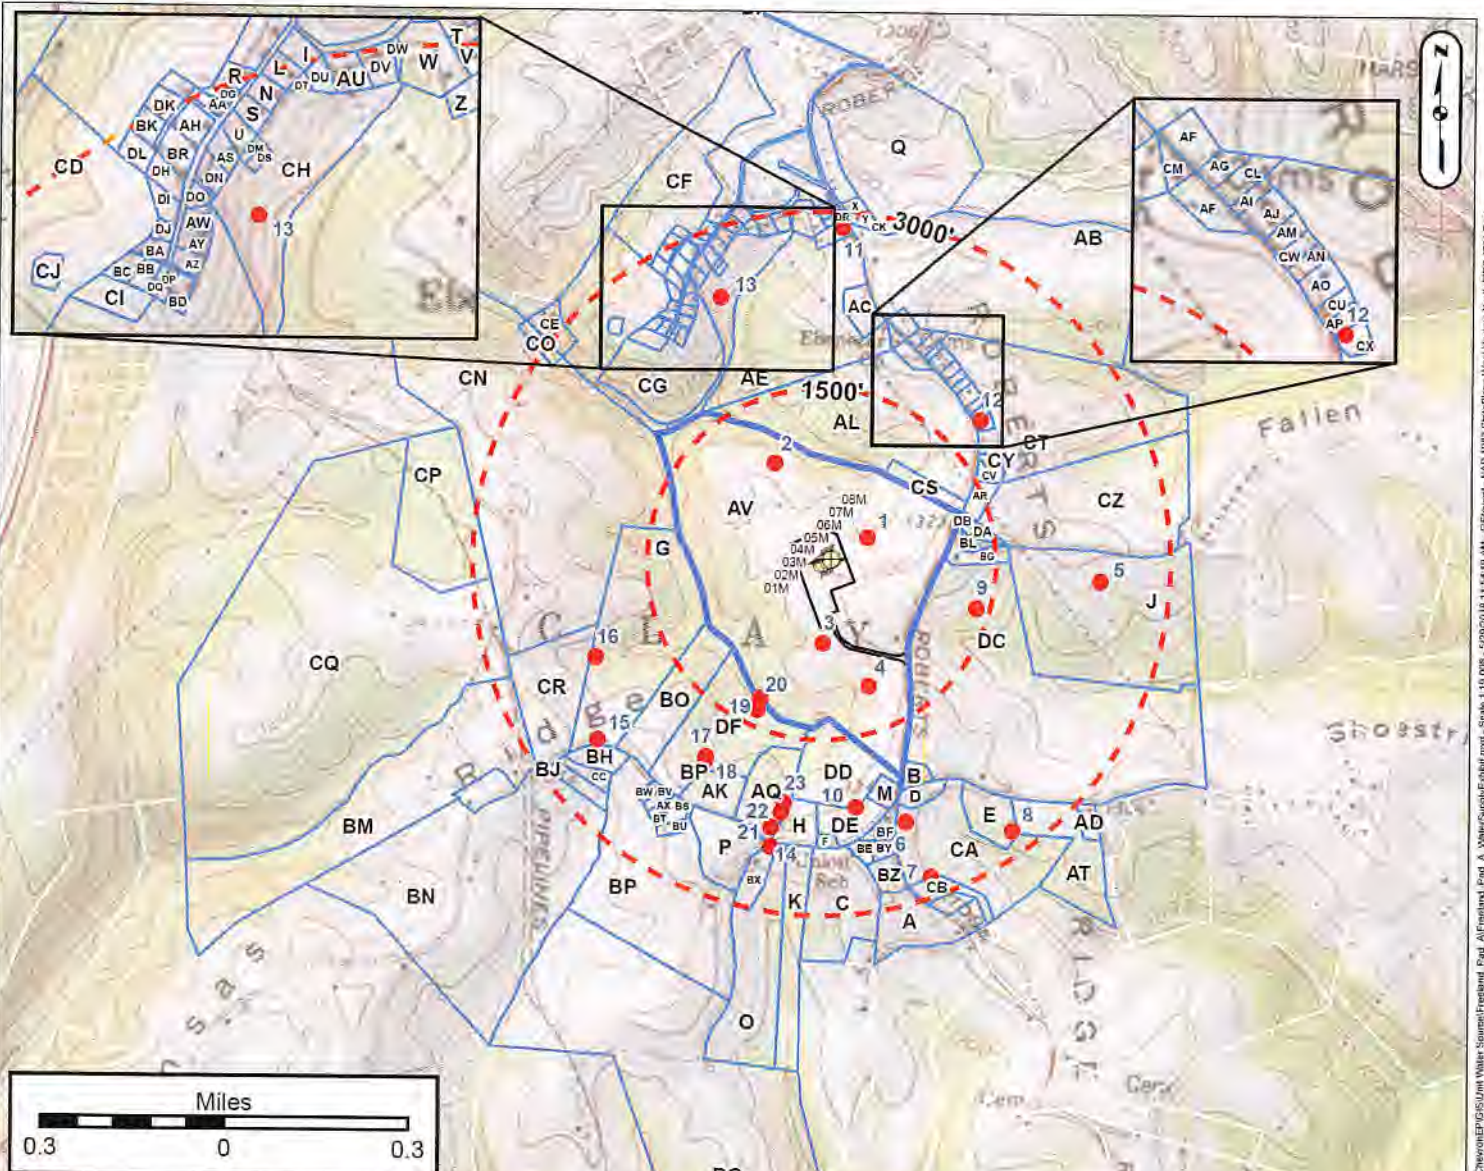 T
DW
I
W
V
L
DV
R
DT
DU
AU
DG
N
AA
S
Z
DK
BK
AH
U
DM
DS
DL
BR
AS
CH
CD
DH
DN
DI
DO
13
DJ
AW
BA
AY
CJ
BC
BB
AZ
DP
DQ
CI
BD
N
ROBERT
Q
CF
X
DR
Y
CK
3000'
11
AB
13
AC
CE
CO
CN
CG
AE
1500'
AL
12
CT
CY
CV
AF
CM
AG
CL
AF
AI
AJ
AM
CW
AN
AO
CU
AP
12
CX
Fallen
CP
2
CS
AR
CZ
AV
08M
07M
06M
05M
04M
03M
02M
01M
1
DB
DA
BL
BG
G
5
9
J
DC
C L A Y
3
16
4
ROBERTS
CQ
CR
BO
20
19
DF
15
17
BH
BJ
CC
BP
18
AK
AQ
23
DD
10
M
B
D
BW
BV
AX
BS
BT
BU
22
H
DE
BF
E
8
AD
BM
21
F
BE
BY
6
P
14
CA
BX
BZ
7
CB
AT
BN
BP
K
C
A
PIPELINES
RIDGE
O
Cem
Miles
0.3
0
0.3